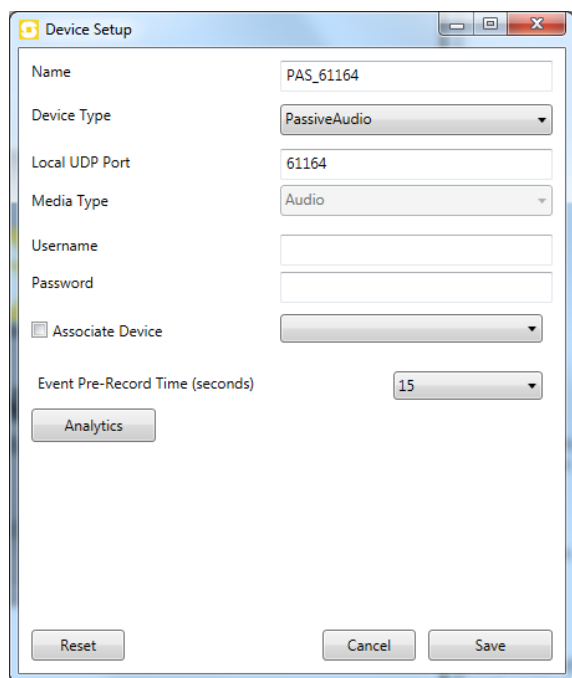 Device Setup
Name PAS_61164
Device Type PassiveAudio
Local UDP Port 61164
Media Type Audio
Username
Password
Associate Device
Event Pre-Record Time (seconds) 15
Analytics
Reset Cancel Save